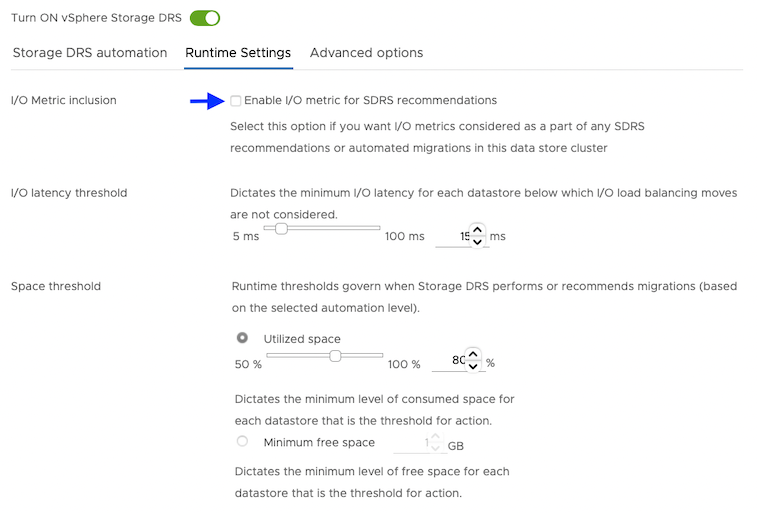 Turn ON vSphere Storage DRS
Storage DRS automation Runtime Settings Advanced options
I/O Metric inclusion Enable I/O metric for SDRS recommendations
Select this option if you want I/O metrics considered as a part of any SDRS
recommendations or automated migrations in this data store cluster
I/O latency threshold Dictates the minimum I/O latency for each datastore below which I/O load balancing moves
are not considered.
5 ms 100 ms 15 ms
Space threshold Runtime thresholds govern when Storage DRS performs or recommends migrations (based
on the selected automation level).
Utilized space
50 % 100 % 80 %
Dictates the minimum level of consumed space for
each datastore that is the threshold for action.
Minimum free space 1 GB
Dictates the minimum level of free space for each
datastore that is the threshold for action.